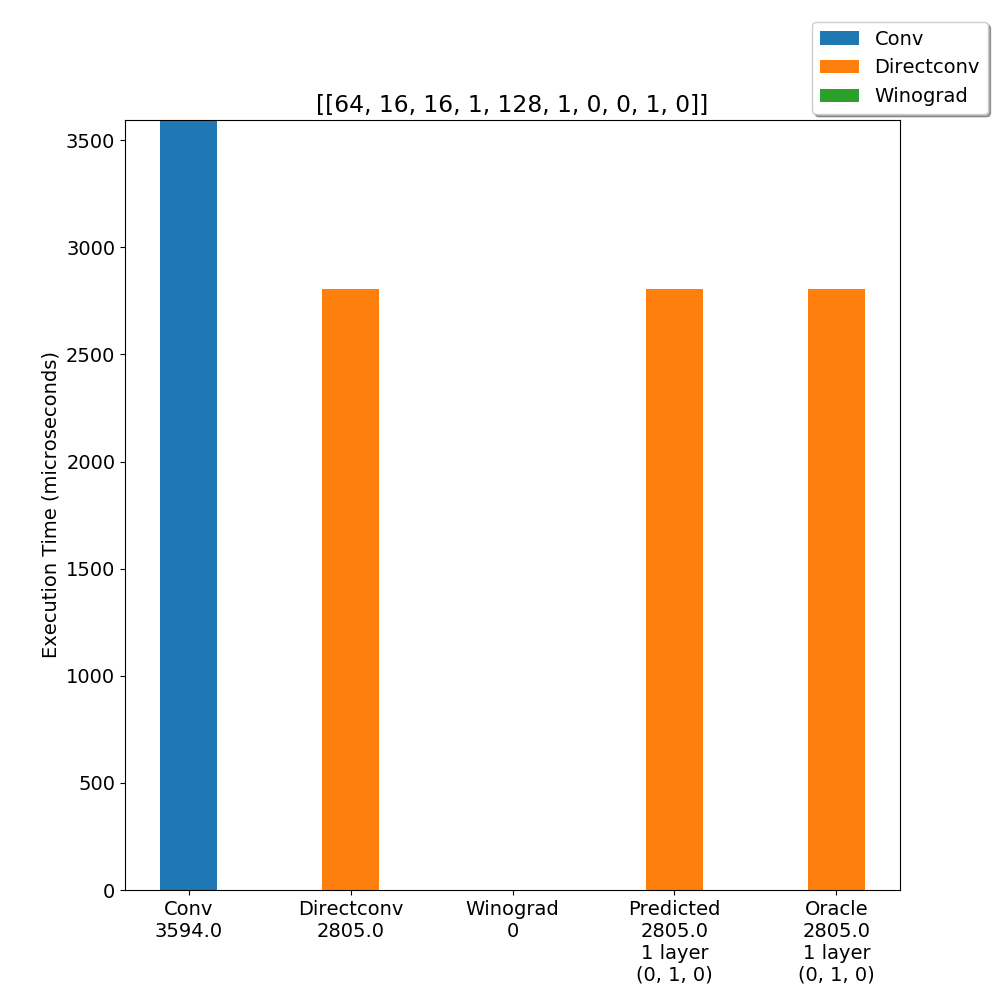 Conv
Directconv
Winograd
[[64, 16, 16, 1, 128, 1, 0, 0, 1, 0]]
Execution Time (microseconds)
3500
3000
2500
2000
1500
1000
500
0
Conv
3594.0
Directconv
2805.0
Winograd
0
Predicted
2805.0
1 layer
(0, 1, 0)
Oracle
2805.0
1 layer
(0, 1, 0)